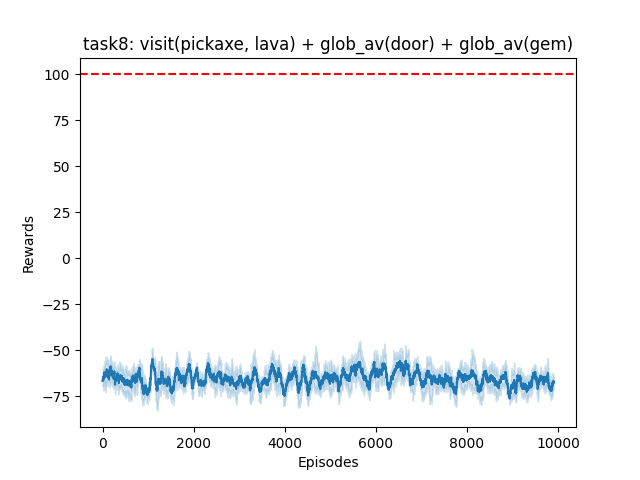 task8: visit(pickaxe, lava) + glob_av(door) + glob_av(gem)
100
75
50
25
0
−25
−50
−75
Rewards
0 2000 4000 6000 8000 10000
Episodes